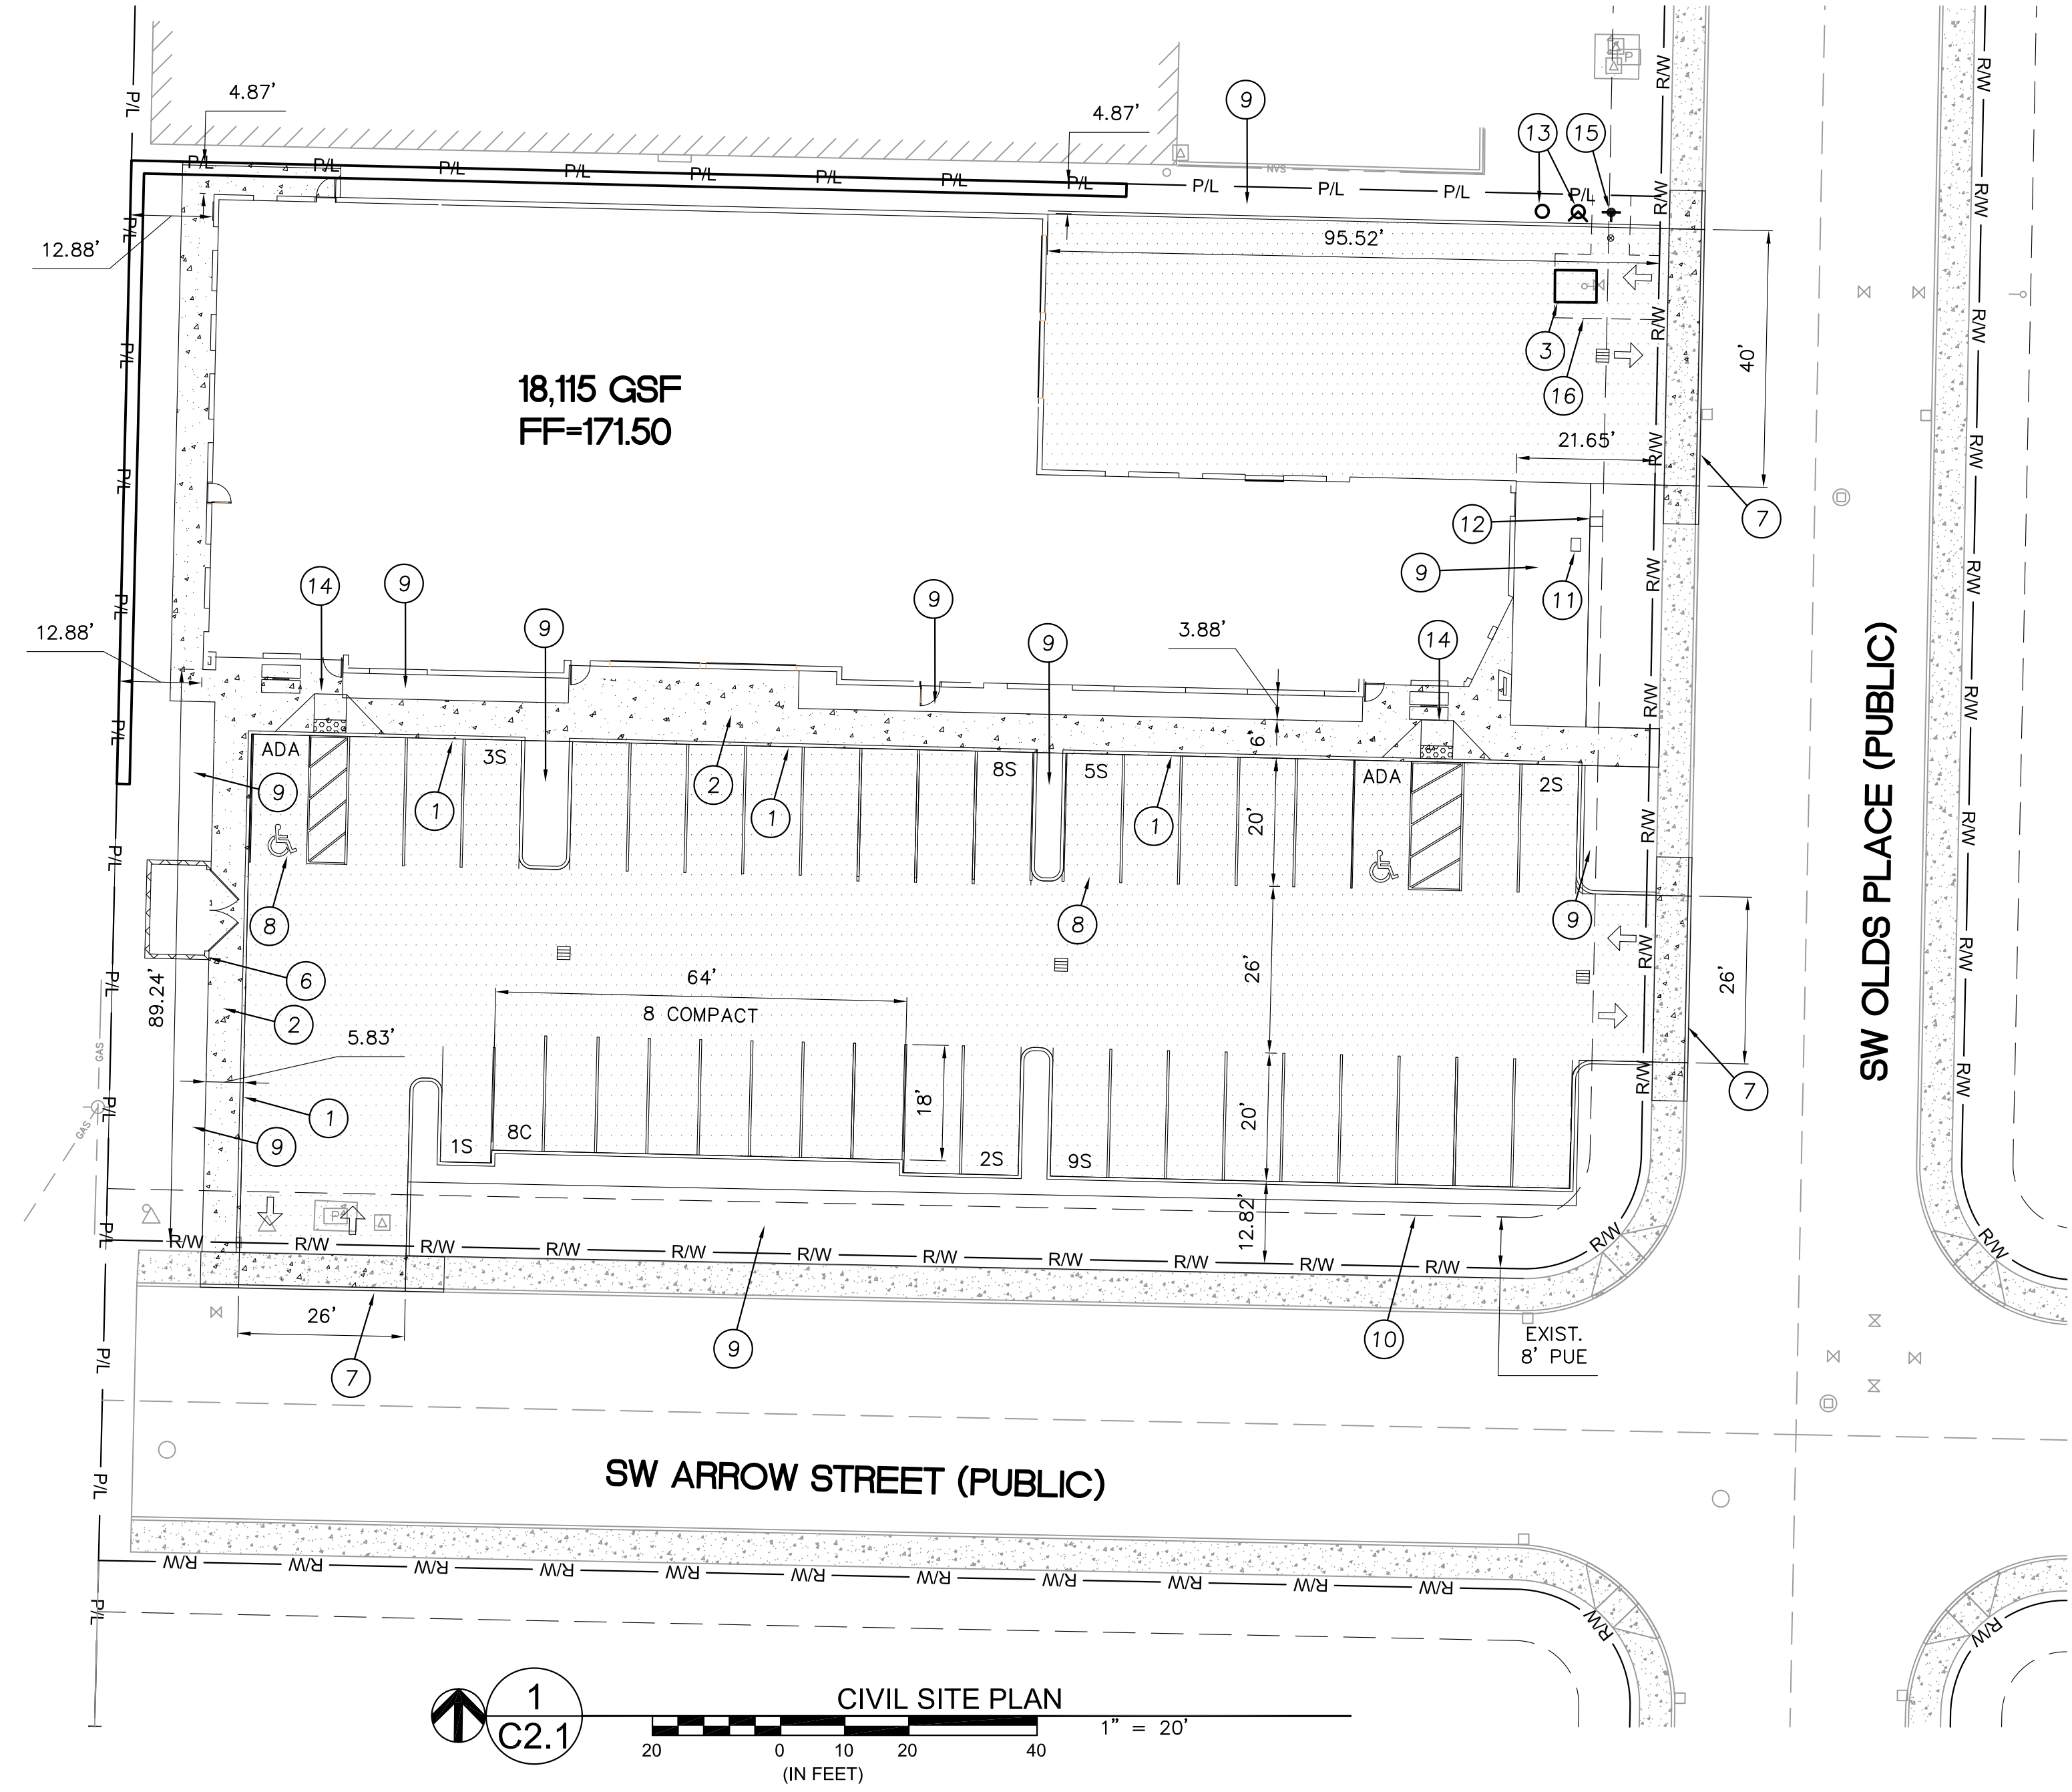 4.87'
4.87'
9
13
15
P
R/W
R/W
P/L
P/L P/L P/L P/L P/L P/L P/L P/L P/L P/L P/L P/L
NVS
R/W
R/W
P/L
12.88'
95.52'
R/W
P/L
3
40'
16
18,115 GSF
FF=171.50
21.65'
R/W
R/W
P/L
7
12
9
11
R/W
P/L
14
9
9
9
9
3.88'
14
12.88'
P/L
SW OLDS PLACE (PUBLIC)
R/W
R/W
ADA
3S
8S
5S
6'
ADA
2S
9
1
2
1
1
20'
R/W
R/W
P/L
8
8
9
6
89.24'
64'
8 COMPACT
26'
26'
R/W
R/W
P/L
GAS
2
5.83'
7
1
18'
20'
R/W
R/W
P/L
GAS
9
1S
8C
2S
9S
P
12.82'
P/L
R/W R/W R/W R/W R/W R/W R/W R/W R/W R/W R/W R/W
R/W
26'
7
9
10
EXIST.
8' PUE
P/L
SW ARROW STREET (PUBLIC)
P/L
R/W R/W R/W R/W R/W R/W R/W R/W R/W R/W R/W
R/W
R/W
P/L
1
C2.1
CIVIL SITE PLAN
1" = 20'
20 0 10 20 40
(IN FEET)